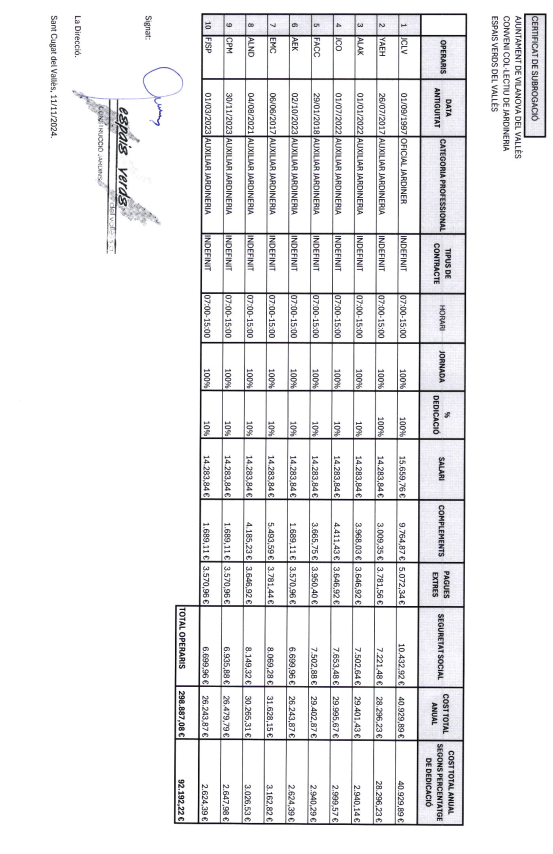 CERTIFICAT DE SUBROGACIÓ
AJUNTAMENT DE VILANOVA DEL VALLÈS
CONVENI COL·LECTIU DE JARDINERIA
ESPAIS VERDS DEL VALLÈS
OPERARIS DATA ANTIGUITAT CATEGORIA PROFESSIONAL TIPUS DE CONTRACTE HORARI JORNADA % DEDICACIÓ SALARI COMPLEMENTS PAGUES EXTRES SEGURETAT SOCIAL COST TOTAL ANUAL COST TOTAL ANUAL SEGONS PERCENTATGE DE DEDICACIÓ
1 JCLV 01/09/1997 OFICIAL JARDINER INDEFINIT 07:00-15:00 100% 100% 15.659,76 € 9.764,87 € 5.072,34 € 10.432,92 € 40.929,89 € 40.929,89 €
2 YAEH 26/07/2017 AUXILIAR JARDINERIA INDEFINIT 07:00-15:00 100% 100% 14.283,84 € 3.009,35 € 3.781,56 € 7.221,48 € 28.296,23 € 28.296,23 €
3 ALAK 01/01/2022 AUXILIAR JARDINERIA INDEFINIT 07:00-15:00 100% 10% 14.283,84 € 3.968,03 € 3.646,92 € 7.502,64 € 29.401,43 € 2.940,14 €
4 JCO 01/07/2022 AUXILIAR JARDINERIA INDEFINIT 07:00-15:00 100% 10% 14.283,84 € 4.411,43 € 3.646,92 € 7.653,48 € 29.995,67 € 2.999,57 €
5 FACC 29/01/2018 AUXILIAR JARDINERIA INDEFINIT 07:00-15:00 100% 10% 14.283,84 € 3.665,75 € 3.950,40 € 7.502,88 € 29.402,87 € 2.940,29 €
6 AEK 02/10/2023 AUXILIAR JARDINERIA INDEFINIT 07:00-15:00 100% 10% 14.283,84 € 1.689,11 € 3.570,96 € 6.699,96 € 26.243,87 € 2.624,39 €
7 EMC 06/06/2017 AUXILIAR JARDINERIA INDEFINIT 07:00-15:00 100% 10% 14.283,84 € 5.493,59 € 3.781,44 € 8.069,28 € 31.628,15 € 3.162,82 €
8 ALND 04/08/2021 AUXILIAR JARDINERIA INDEFINIT 07:00-15:00 100% 10% 14.283,84 € 4.185,23 € 3.646,92 € 8.149,32 € 30.265,31 € 3.026,53 €
9 CPM 30/11/2023 AUXILIAR JARDINERIA INDEFINIT 07:00-15:00 100% 10% 14.283,84 € 1.689,11 € 3.570,96 € 6.935,88 € 26.479,79 € 2.647,98 €
10 FJSP 01/03/2023 AUXILIAR JARDINERIA INDEFINIT 07:00-15:00 100% 10% 14.283,84 € 1.689,11 € 3.570,96 € 6.699,96 € 26.243,87 € 2.624,39 €
TOTAL OPERARIS 298.887,08 € 92.192,22 €
Signat:
espais verds
La Direcció.
Sant Cugat del Vallès, 11/11/2024.